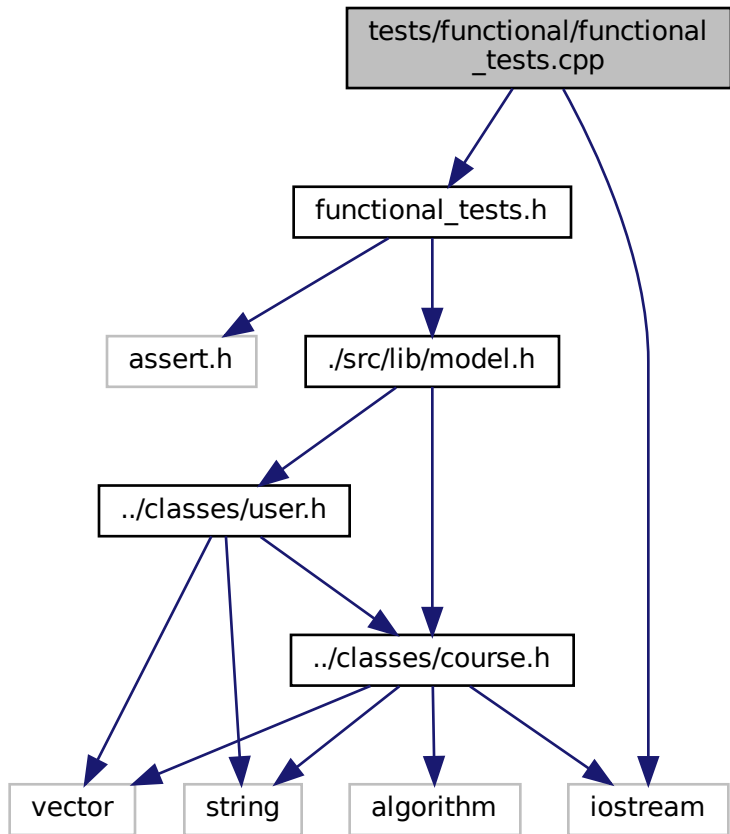 tests/functional/functional
_tests.cpp
functional_tests.h
assert.h
./src/lib/model.h
../classes/user.h
../classes/course.h
vector
string
algorithm
iostream